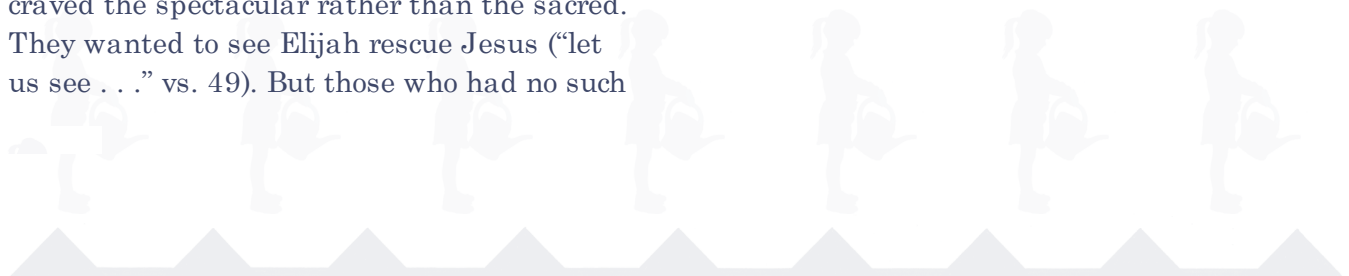 craved the spectacular rather than the sacred.
They wanted to see Elijah rescue Jesus (“let
us see . . .” vs. 49). But those who had no such